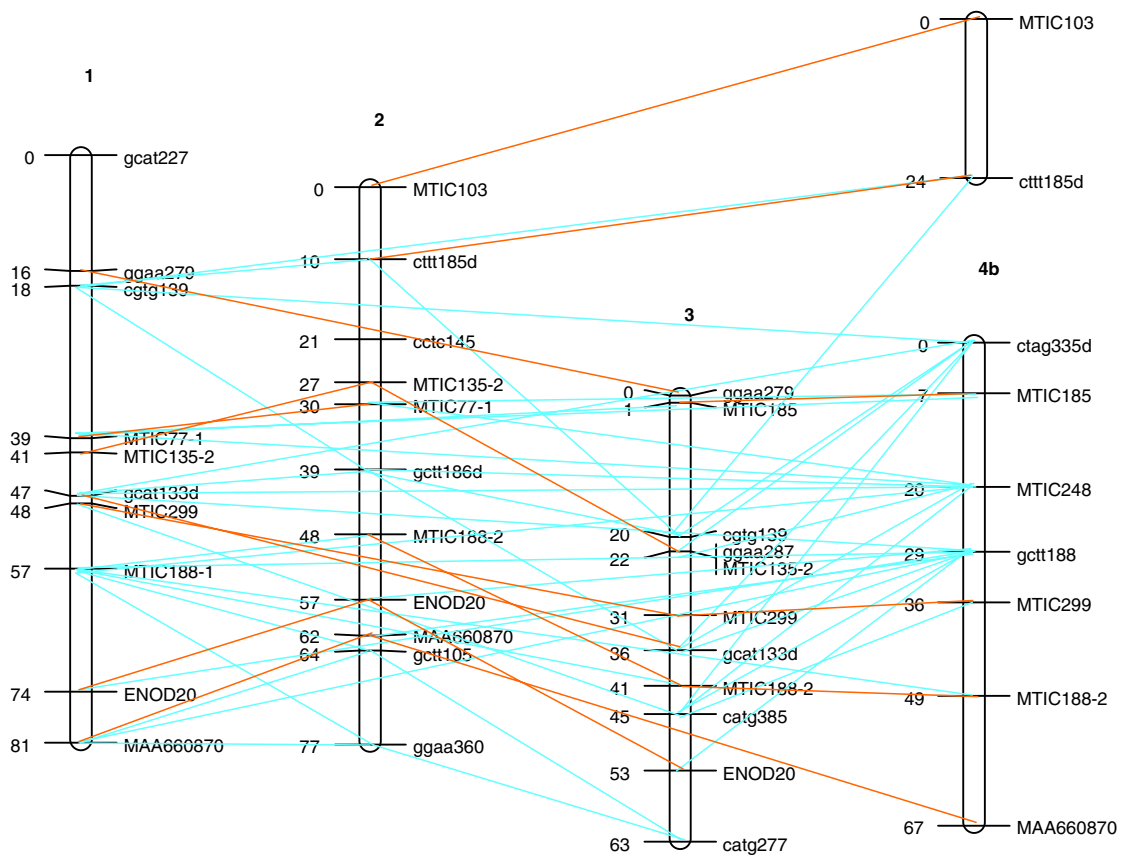 1
0 gcat227
16 ggaa279
18 cgtg139
39 MTIC77-1
41 MTIC135-2
47 gcat133d
48 MTIC299
57 MTIC188-1
74 ENOD20
81 MAA660870
2
0 MTIC103
10 cttt185d
21 cctc145
27 MTIC135-2
30 MTIC77-1
39 gctt186d
48 MTIC188-2
57 ENOD20
62 MAA660870
64 gctt105
77 ggaa360
3
0 ggaa279
1 MTIC185
20 cgtg139
22 ggaa287
MTIC135-2
31 MTIC299
36 gcat133d
41 MTIC188-2
45 catg385
53 ENOD20
63 catg277
0 MTIC103
24 cttt185d
4b
0 ctag335d
7 MTIC185
20 MTIC248
29 gctt188
36 MTIC299
49 MTIC188-2
67 MAA660870